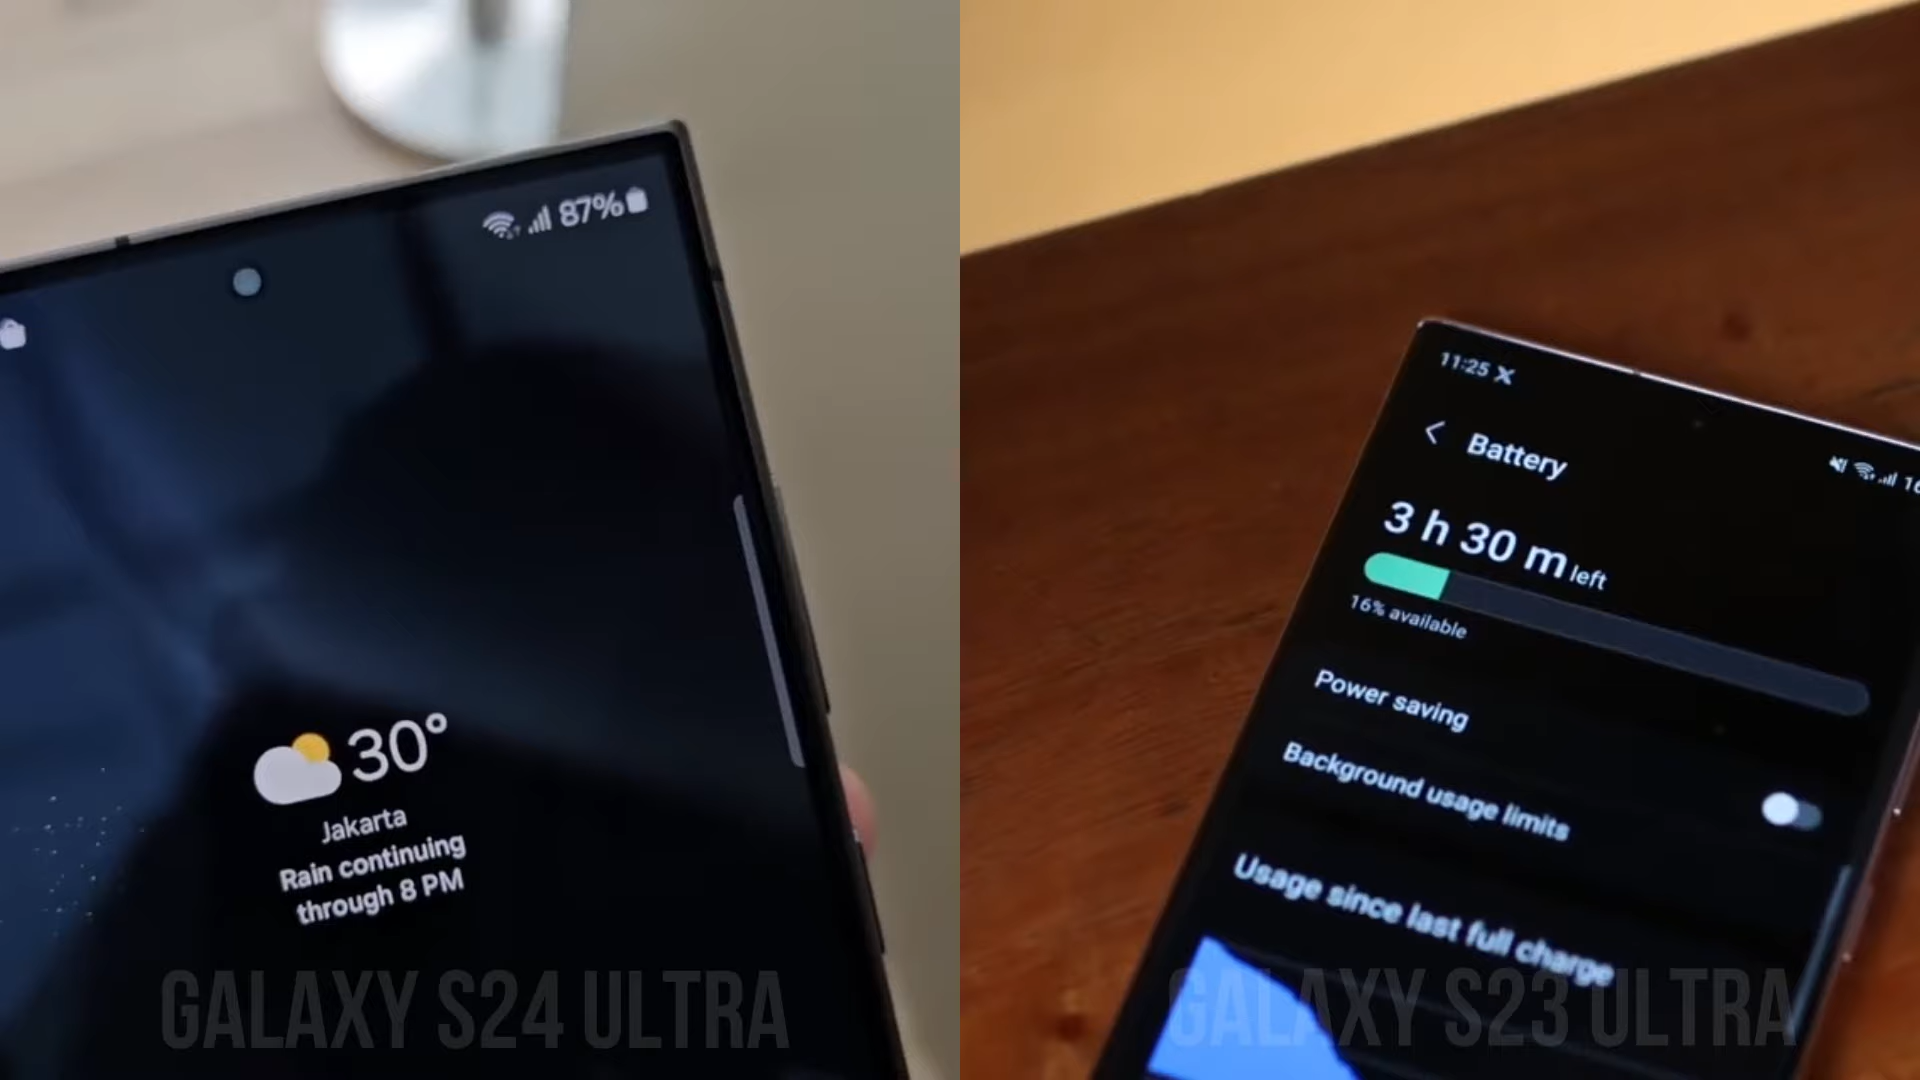 87%
30°
Jakarta
Rain continuing
through 8 PM
GALAXY S24 ULTRA
11:25
Battery
3 h 30 m left
16% available
Power saving
Background usage limits
Usage since last full charge
GALAXY S23 ULTRA